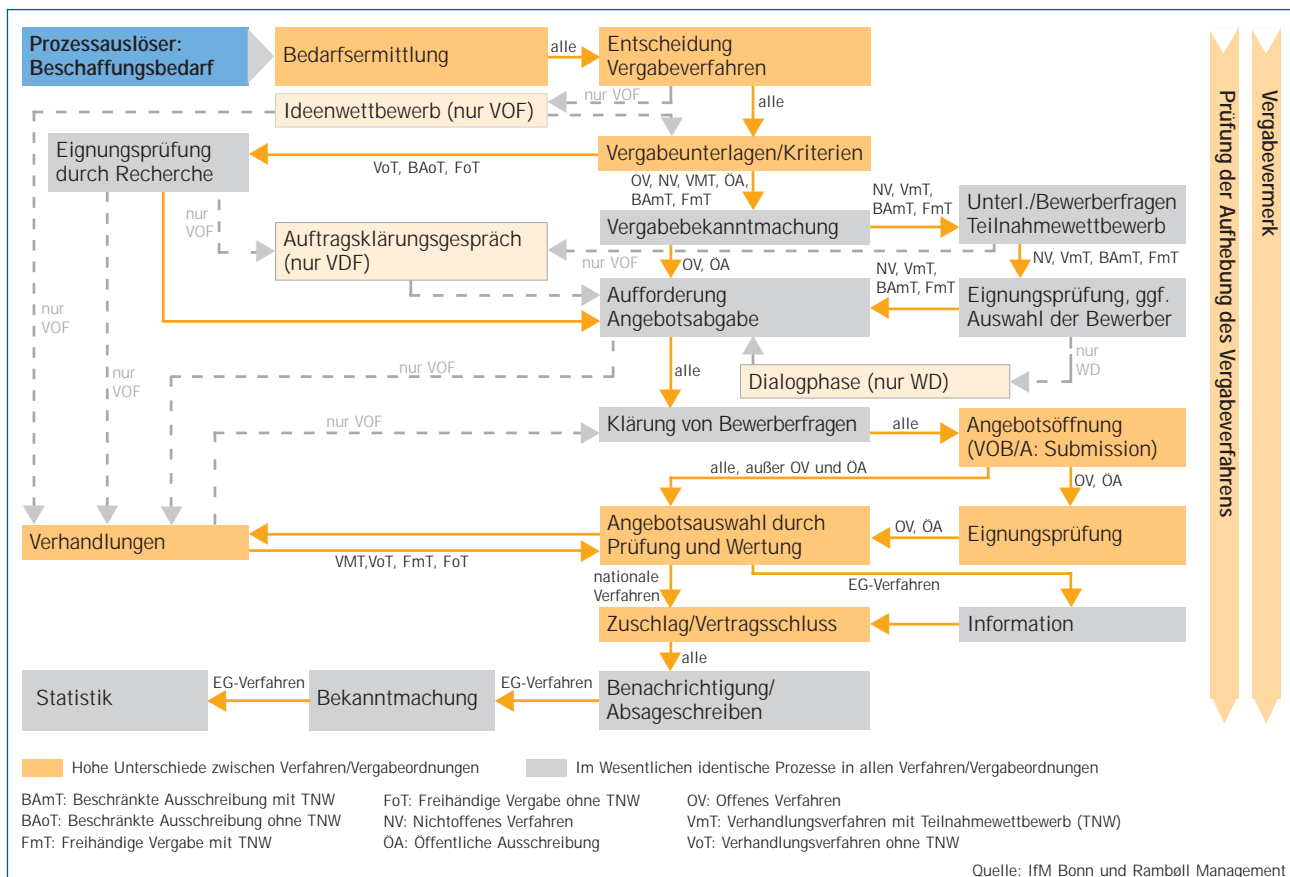 Prozessauslöser:
Beschaffungsbedarf
Bedarfsermittlung
alle
Entscheidung
Vergabeverfahren
nur VOF
alle
Ideenwettbewerb (nur VOF)
Eignungsprüfung
durch Recherche
VoT, BAoT, FoT
Vergabeunterlagen/Kriterien
OV, NV, VMT, ÖA,
BAmT, FmT
NV, VmT,
BAmT, FmT
Unterl./Bewerberfragen
Teilnahmewettbewerb
Vergabebekanntmachung
nur
VOF
Auftragsklärungsgespräch
(nur VDF)
nur VOF
OV, ÖA
NV, VmT, BAmT, FmT
NV, VmT,
BAmT, FmT
Aufforderung
Angebotsabgabe
Eignungsprüfung, ggf.
Auswahl der Bewerber
nur
VOF
nur
VOF
nur VOF
alle
nur
WD
Dialogphase (nur WD)
nur VOF
Klärung von Bewerberfragen
alle
Angebotsöffnung
(VOB/A: Submission)
alle, außer OV und ÖA
OV, ÖA
Verhandlungen
VMT,VoT, FmT, FoT
Angebotsauswahl durch
Prüfung und Wertung
OV, ÖA
Eignungsprüfung
nationale
Verfahren
EG-Verfahren
Zuschlag/Vertragsschluss
Information
alle
Statistik
EG-Verfahren
Bekanntmachung
EG-Verfahren
Benachrichtigung/
Absageschreiben
Prüfung der Aufhebung des Vergabeverfahrens
Vergabevermerk
Hohe Unterschiede zwischen Verfahren/Vergabeordnungen
Im Wesentlichen identische Prozesse in allen Verfahren/Vergabeordnungen
BAmT: Beschränkte Ausschreibung mit TNW
BAoT: Beschränkte Ausschreibung ohne TNW
FmT: Freihändige Vergabe mit TNW
FoT: Freihändige Vergabe ohne TNW
NV: Nichtoffenes Verfahren
ÖA: Öffentliche Ausschreibung
OV: Offenes Verfahren
VmT: Verhandlungsverfahren mit Teilnahmewettbewerb (TNW)
VoT: Verhandlungsverfahren ohne TNW
Quelle: IfM Bonn und Rambøll Management